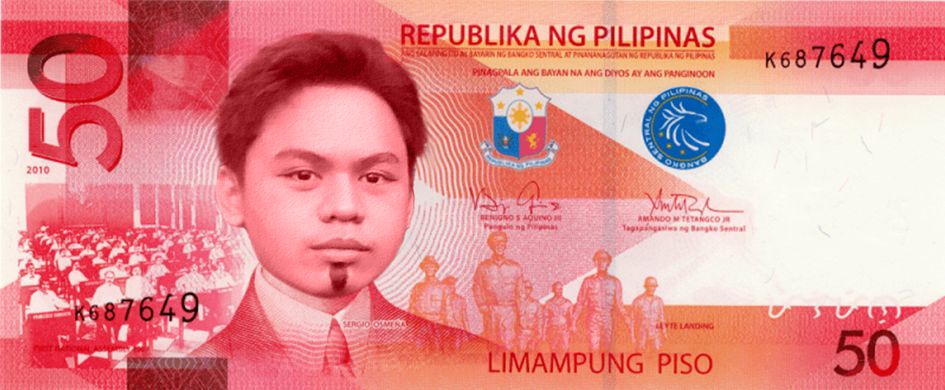 50
2010
REPUBLIKA NG PILIPINAS
ANG SALAPING ITO AY BAYARIN NG BANGKO SENTRAL AT PINANANAGUTAN NG REPUBLIKA NG PILIPINAS
PINAGPALA ANG BAYAN NA ANG DIYOS AY ANG PANGINOON
K687649
REPUBLIKA NG PILIPINAS
BANGKO SENTRAL NG PILIPINAS
BENIGNO S AQUINO III
Pangulo ng Pilipinas
AMANDO M TETANGCO JR
Tagapangasiwa ng Bangko Sentral
K687649
SERGIO OSMEÑA
FIRST NATIONAL ASSEMBLY
LEYTE LANDING
LIMAMPUNG PISO
50